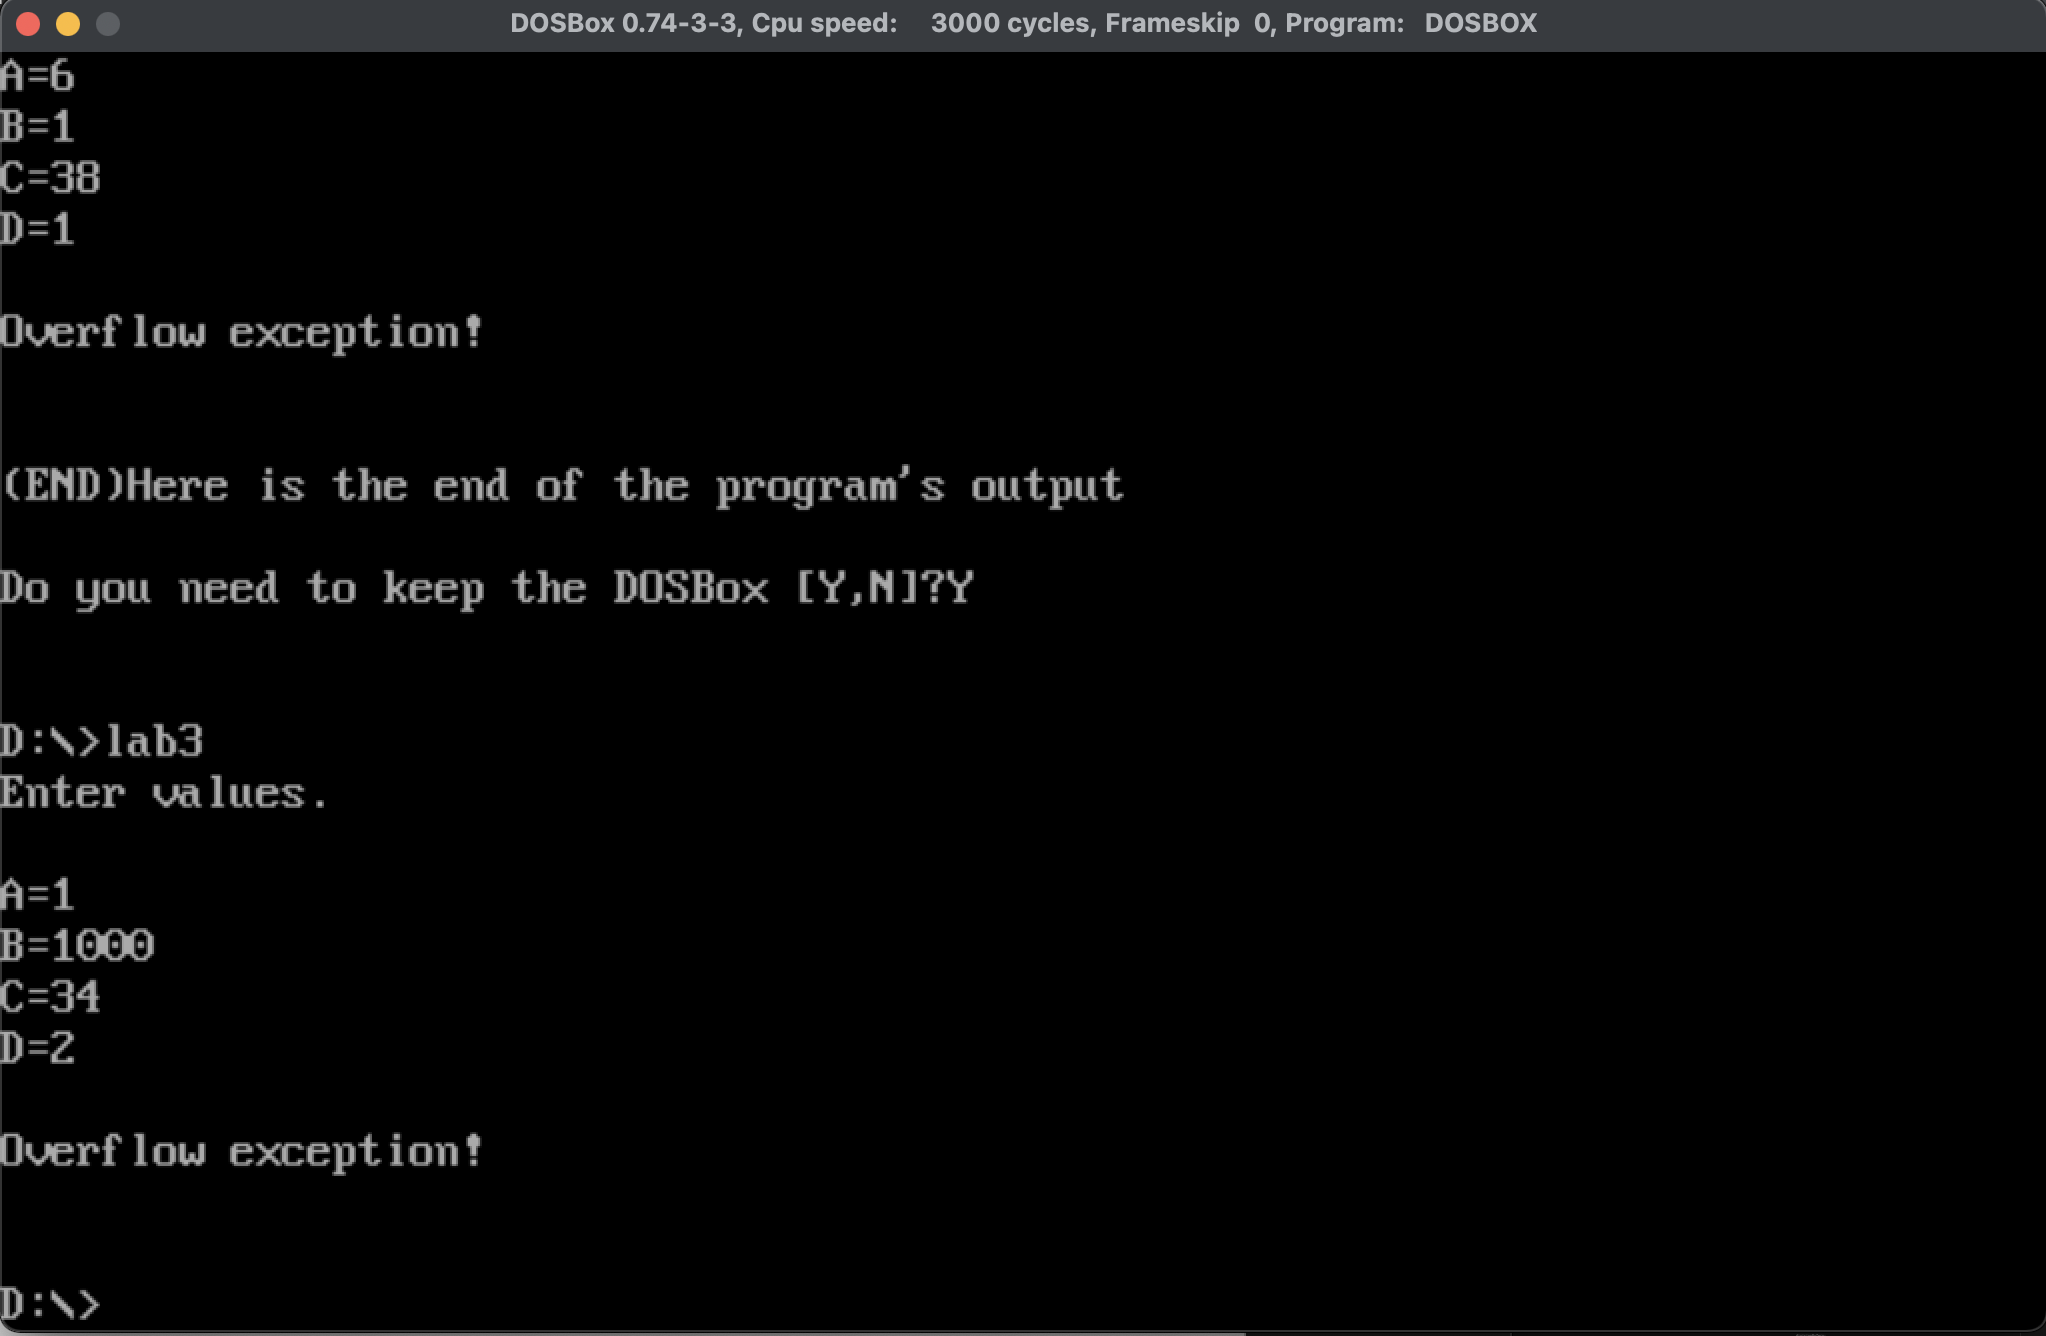 DOSBox 0.74-3-3, Cpu speed: 3000 cycles, Frameskip 0, Program: DOSBOX
A=6
B=1
C=38
D=1
Overflow exception!
(END)Here is the end of the program's output
Do you need to keep the DOSBox [Y,N]?Y
D:\>lab3
Enter values.
A=1
B=1000
C=34
D=2
Overflow exception!
D:\>